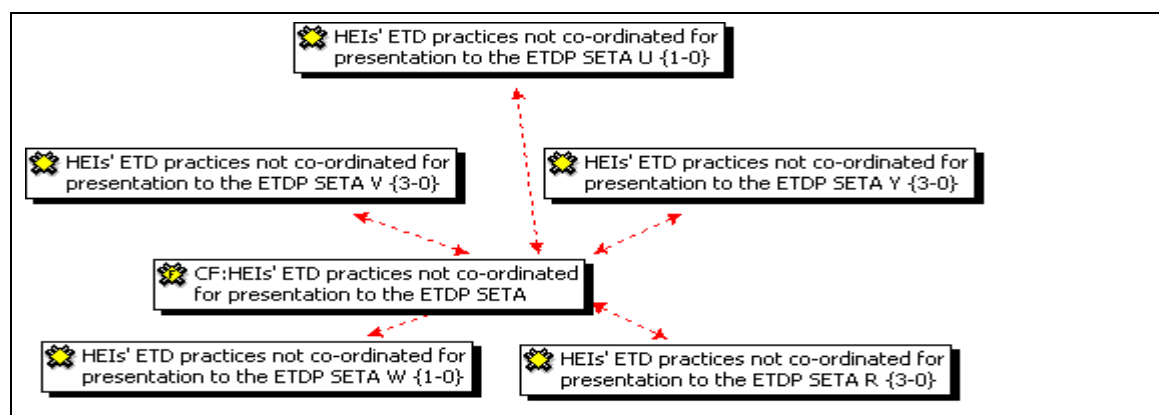 HEIs' ETD practices not co-ordinated for
presentation to the ETDP SETA U {1-0}
HEIs' ETD practices not co-ordinated for
presentation to the ETDP SETA V {3-0}
HEIs' ETD practices not co-ordinated for
presentation to the ETDP SETA Y {3-0}
CF:HEIs' ETD practices not co-ordinated
for presentation to the ETDP SETA
HEIs' ETD practices not co-ordinated for
presentation to the ETDP SETA W {1-0}
HEIs' ETD practices not co-ordinated for
presentation to the ETDP SETA R {3-0}